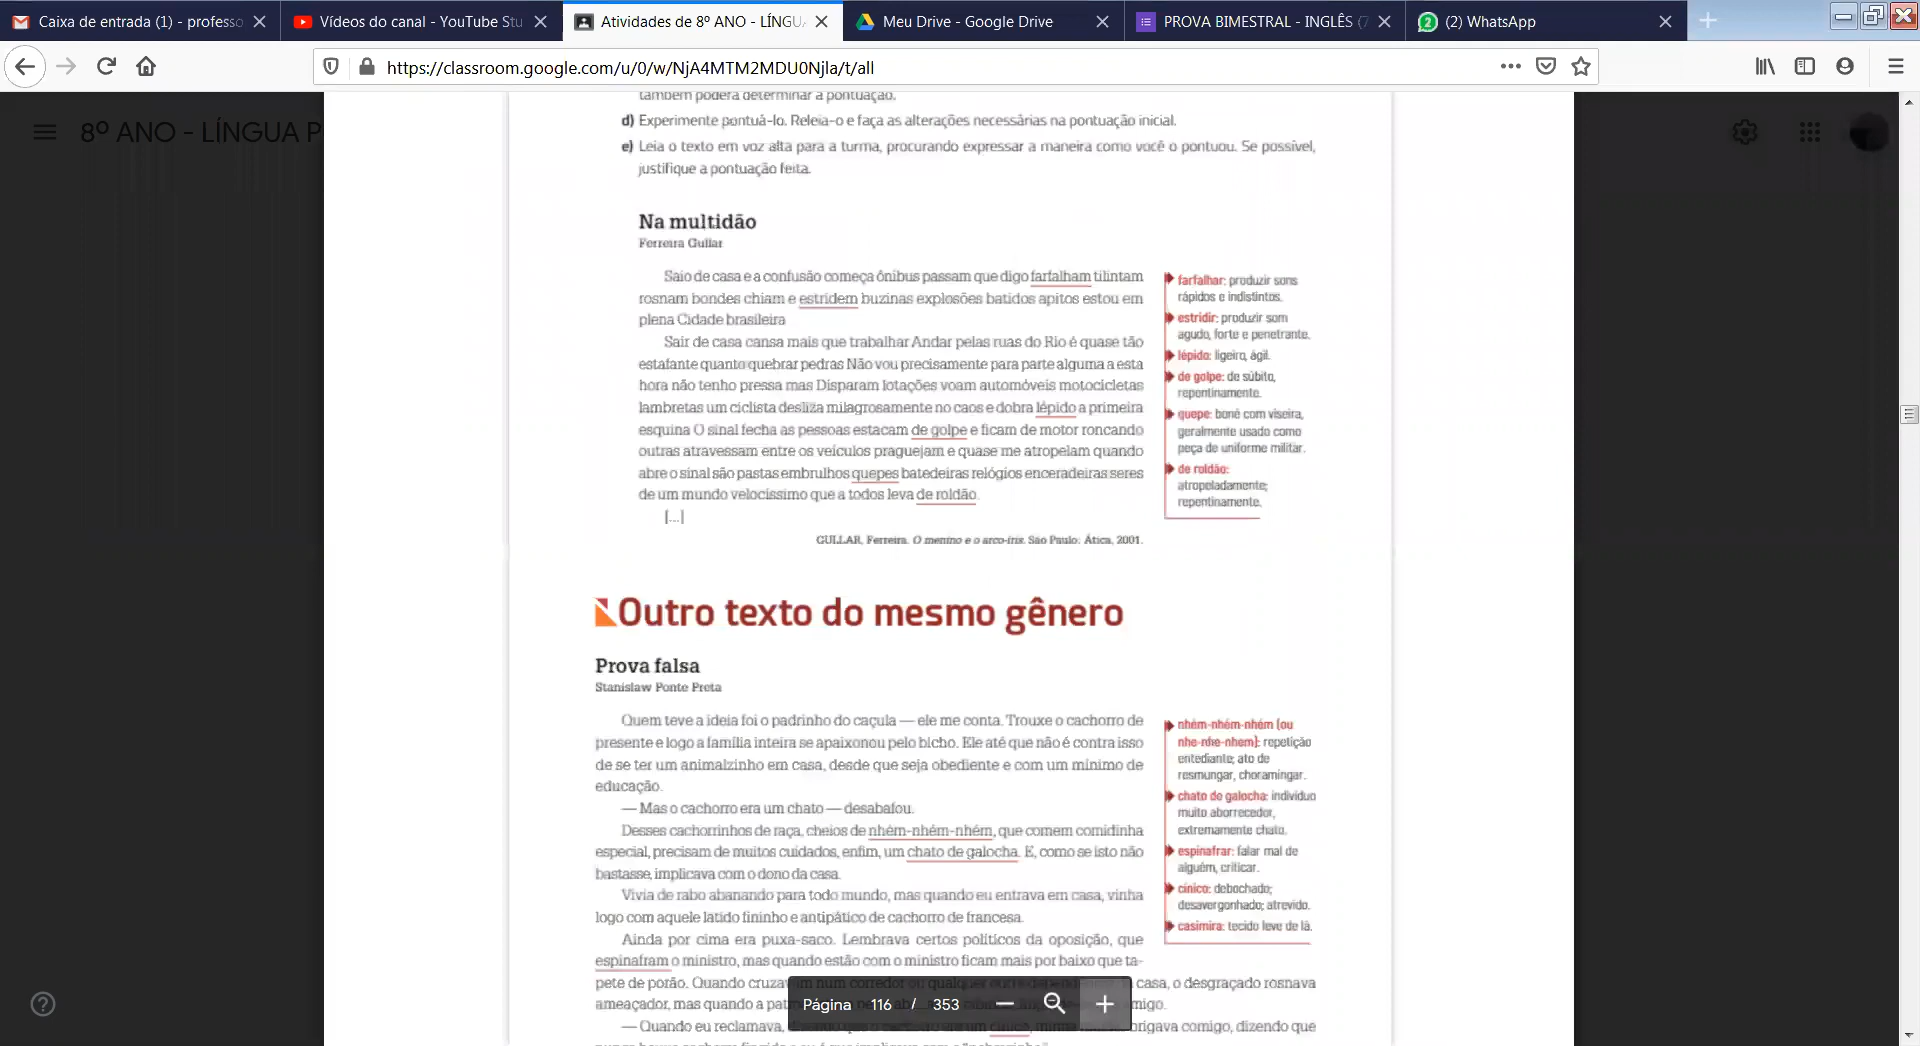 Caixa de entrada (1) - professo
Vídeos do canal - YouTube Stu
Atividades de 8º ANO - LÍNGU
Meu Drive - Google Drive
PROVA BIMESTRAL - INGLÊS (7
(2) WhatsApp
https://classroom.google.com/u/0/w/NjA4MTM2MDU0Njla/t/all
8º ANO - LÍNGUA P
também poderá determinar a pontuação.
d) Experimente pontuá-lo. Releia-o e faça as alterações necessárias na pontuação inicial.
e) Leia o texto em voz alta para a turma, procurando expressar a maneira como você o pontuou. Se possível,
justifique a pontuação feita.
Na multidão
Ferreira Gullar
Saio de casa e a confusão começa ônibus passam que digo farfalham tilintam
rosnam bondes chiam e estridem buzinas explosões batidos apitos estou em
plena Cidade brasileira
Sair de casa cansa mais que trabalhar Andar pelas ruas do Rio é quase tão
estafante quanto quebrar pedras Não vou precisamente para parte alguma a esta
hora não tenho pressa mas Disparam lotações voam automóveis motocicletas
lambretas um ciclista desliza milagrosamente no caos e dobra lépido a primeira
esquina O sinal fecha as pessoas estacam de golpe e ficam de motor roncando
outras atravessam entre os veículos praguejam e quase me atropelam quando
abre o sinal são pastas embrulhos quepes batedeiras relógios enceradeiras seres
de um mundo velocíssimo que a todos leva de roldão.
[...]
GULLAR, Ferreira. O menino e o arco-íris. São Paulo: Ática, 2001.
farfalhar: produzir sons
rápidos e indistintos.
estridir: produzir som
agudo, forte e penetrante.
lépido: ligeiro, ágil.
de golpe: de súbito,
repentinamente.
quepe: boné com viseira,
geralmente usado como
peça de uniforme militar.
de roldão:
atropeladamente;
repentinamente.
Outro texto do mesmo gênero
Prova falsa
Stanislaw Ponte Preta
Quem teve a ideia foi o padrinho do caçula — ele me conta. Trouxe o cachorro de
presente e logo a família inteira se apaixonou pelo bicho. Ele até que não é contra isso
de se ter um animalzinho em casa, desde que seja obediente e com um mínimo de
educação.
— Mas o cachorro era um chato — desabafou.
Desses cachorrinhos de raça, cheios de nhém-nhém-nhém, que comem comidinha
especial, precisam de muitos cuidados, enfim, um chato de galocha. E, como se isto não
bastasse, implicava com o dono da casa.
Vivia de rabo abanando para todo mundo, mas quando eu entrava em casa, vinha
logo com aquele latido fininho e antipático de cachorro de francesa.
Ainda por cima era puxa-saco. Lembrava certos políticos da oposição, que
espinafram o ministro, mas quando estão com o ministro ficam mais por baixo que ta-
pete de porão. Quando cruzavam num corredor ou qualquer outra dependência da casa, o desgraçado rosnava
ameaçador, mas quando a pat migo.
— Quando eu reclamava, cínico, brigava comigo, dizendo que
nhém-nhém-nhém (ou
nhe-nhe-nhem): repetição
entediante; ato de
resmungar, choramingar.
chato de galocha: indivíduo
muito aborrecedor,
extremamente chato.
espinafrar: falar mal de
alguém, criticar.
cínico: debochado;
desavergonhado; atrevido.
casimira: tecido leve de lã.
Página 116 / 353